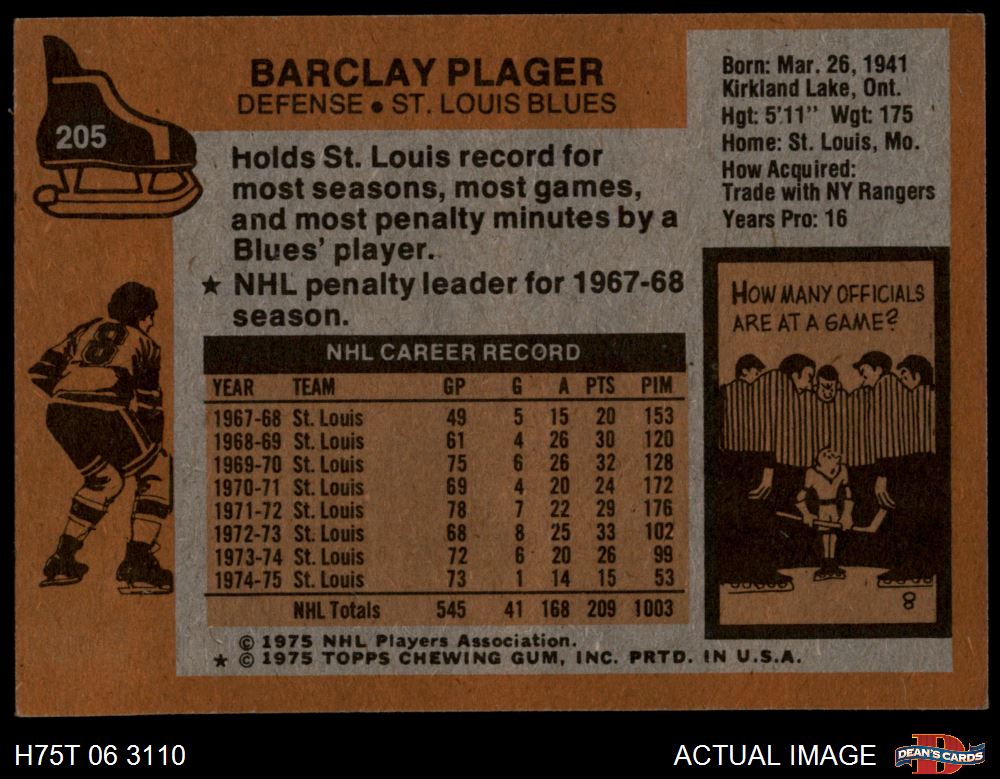 BARCLAY PLAGER
DEFENSE • ST. LOUIS BLUES
205
Holds St. Louis record for
most seasons, most games,
and most penalty minutes by a
Blues' player.
★ NHL penalty leader for 1967-68
season.
Born: Mar. 26, 1941
Kirkland Lake, Ont.
Hgt: 5'11" Wgt: 175
Home: St. Louis, Mo.
How Acquired:
Trade with NY Rangers
Years Pro: 16
8
NHL CAREER RECORD
YEAR TEAM GP G A PTS PIM
1967-68 St. Louis 49 5 15 20 153
1968-69 St. Louis 61 4 26 30 120
1969-70 St. Louis 75 6 26 32 128
1970-71 St. Louis 69 4 20 24 172
1971-72 St. Louis 78 7 22 29 176
1972-73 St. Louis 68 8 25 33 102
1973-74 St. Louis 72 6 20 26 99
1974-75 St. Louis 73 1 14 15 53
NHL Totals 545 41 168 209 1003
HOW MANY OFFICIALS
ARE AT A GAME?
8
© 1975 NHL Players Association.
★ © 1975 TOPPS CHEWING GUM, INC. PRTD. IN U.S.A.
H75T 06 3110
ACTUAL IMAGE
D
DEAN'S CARDS